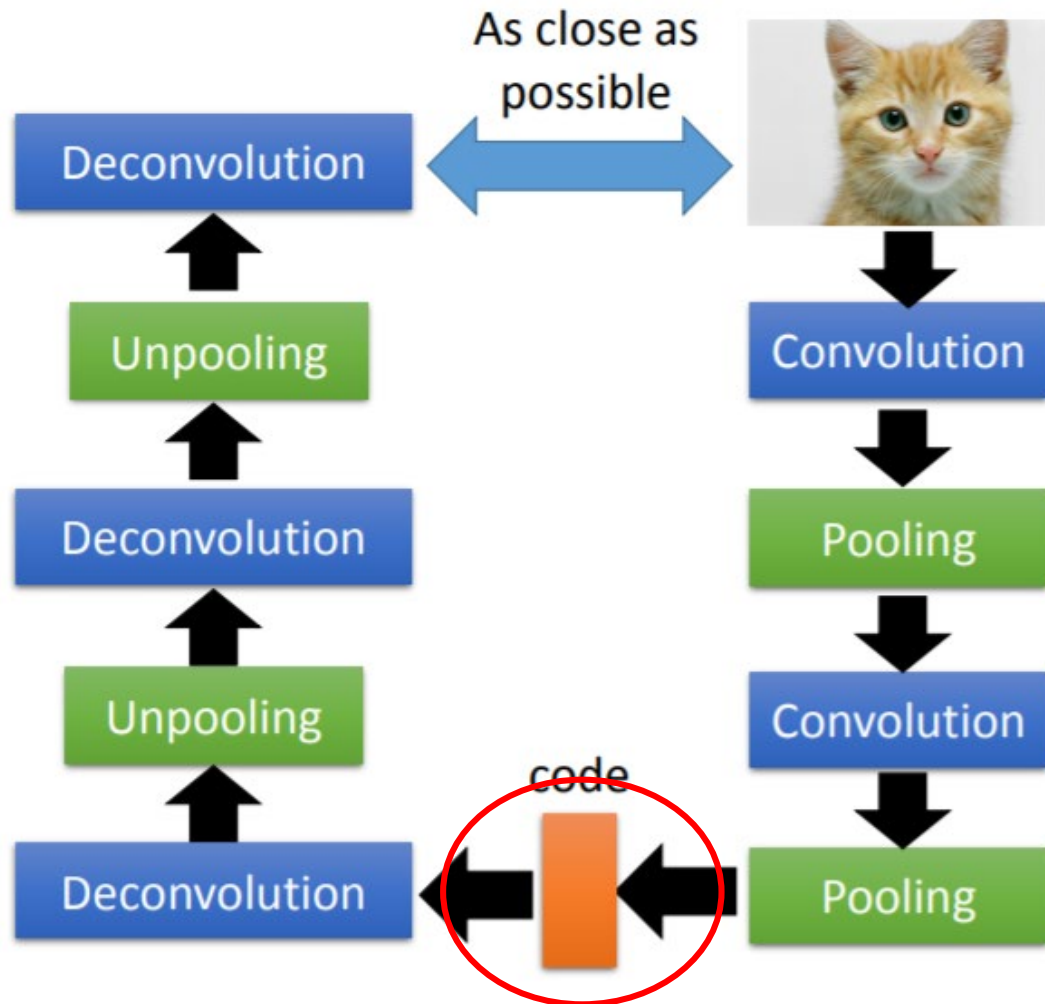 As close as
possible
Deconvolution
Unpooling
Convolution
Deconvolution
Pooling
Unpooling
Convolution
code
Deconvolution
Pooling